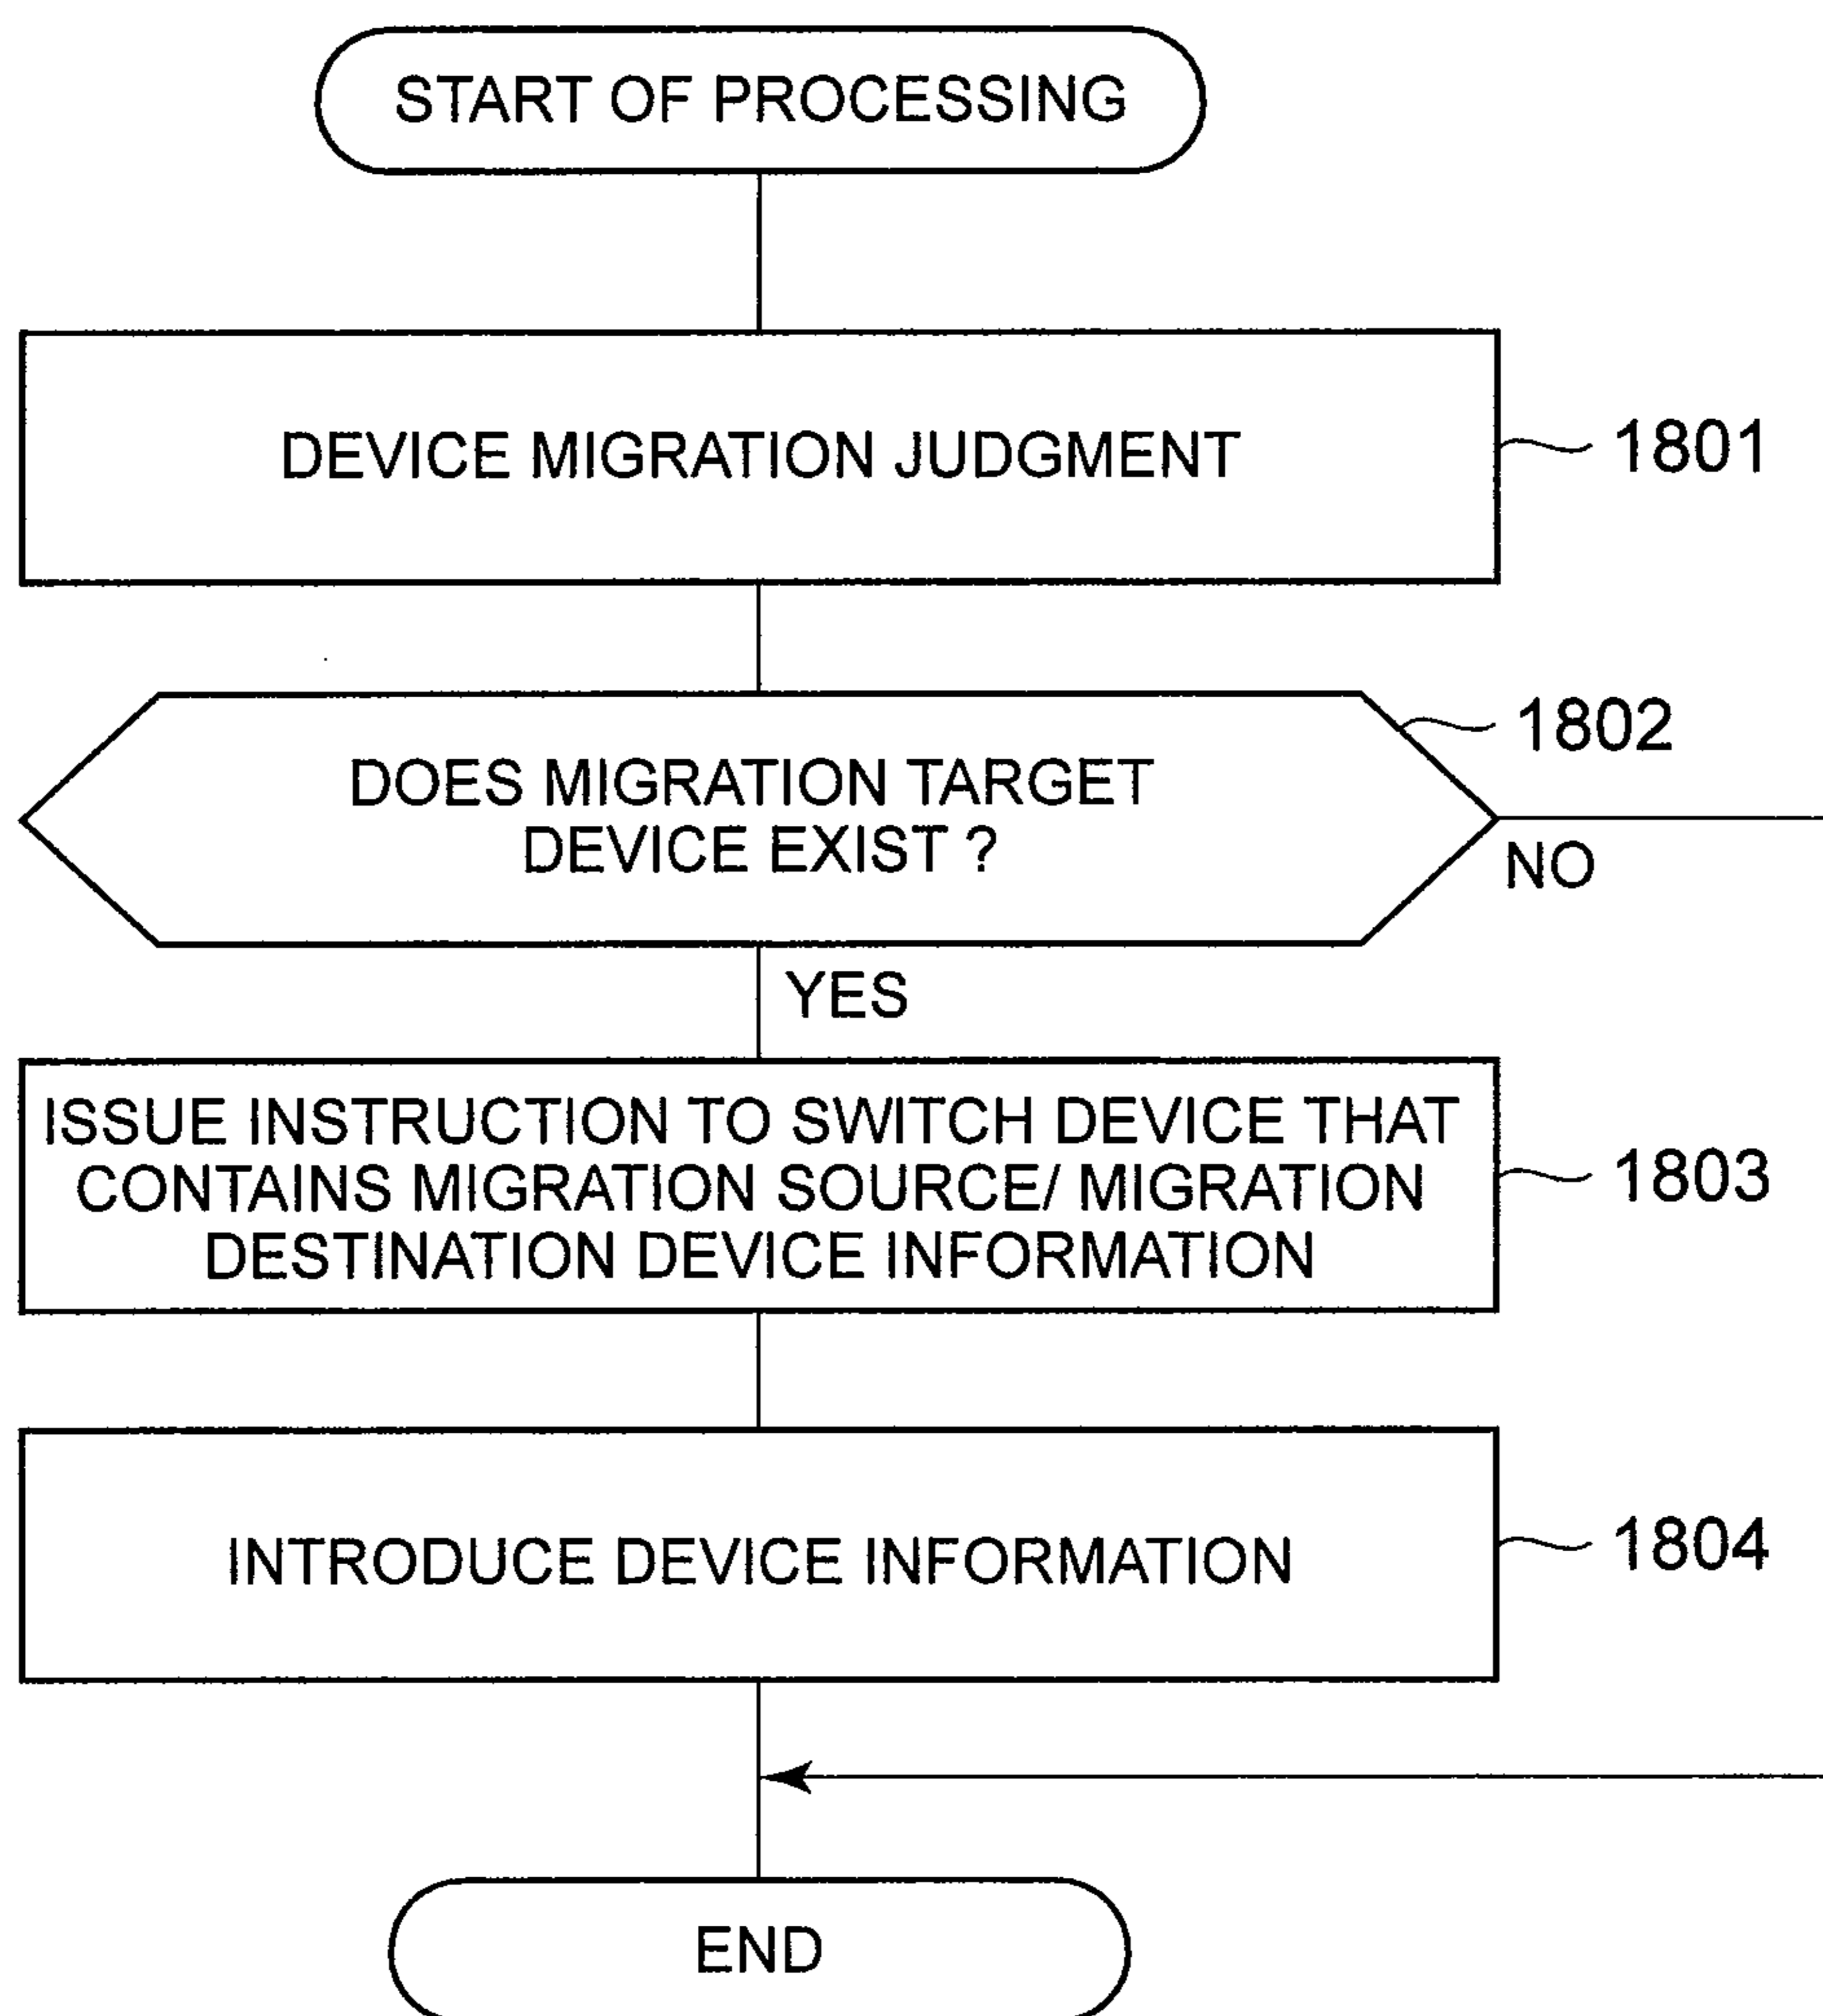 START OF PROCESSING
DEVICE MIGRATION JUDGMENT
1801
1802
DOES MIGRATION TARGET
DEVICE EXIST ?
NO
YES
ISSUE INSTRUCTION TO SWITCH DEVICE THAT
CONTAINS MIGRATION SOURCE/ MIGRATION
DESTINATION DEVICE INFORMATION
1803
INTRODUCE DEVICE INFORMATION
1804
END